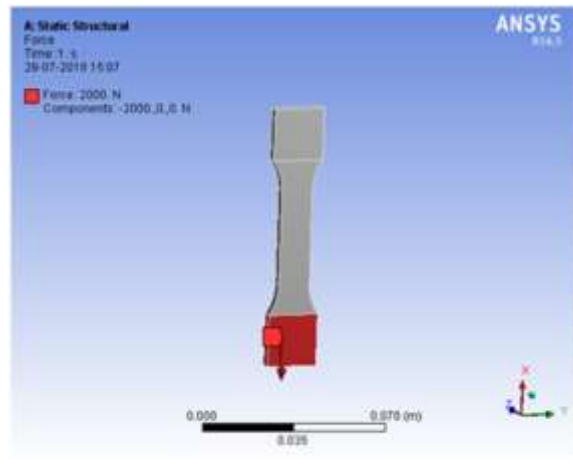 A: Static Structural
Force
Time: 1. s
29-07-2018 15:07
Force: 2000. N
Components: -2000.,0.,0. N
ANSYS
0.000
0.070 (m)
0.035
X
Y
Z